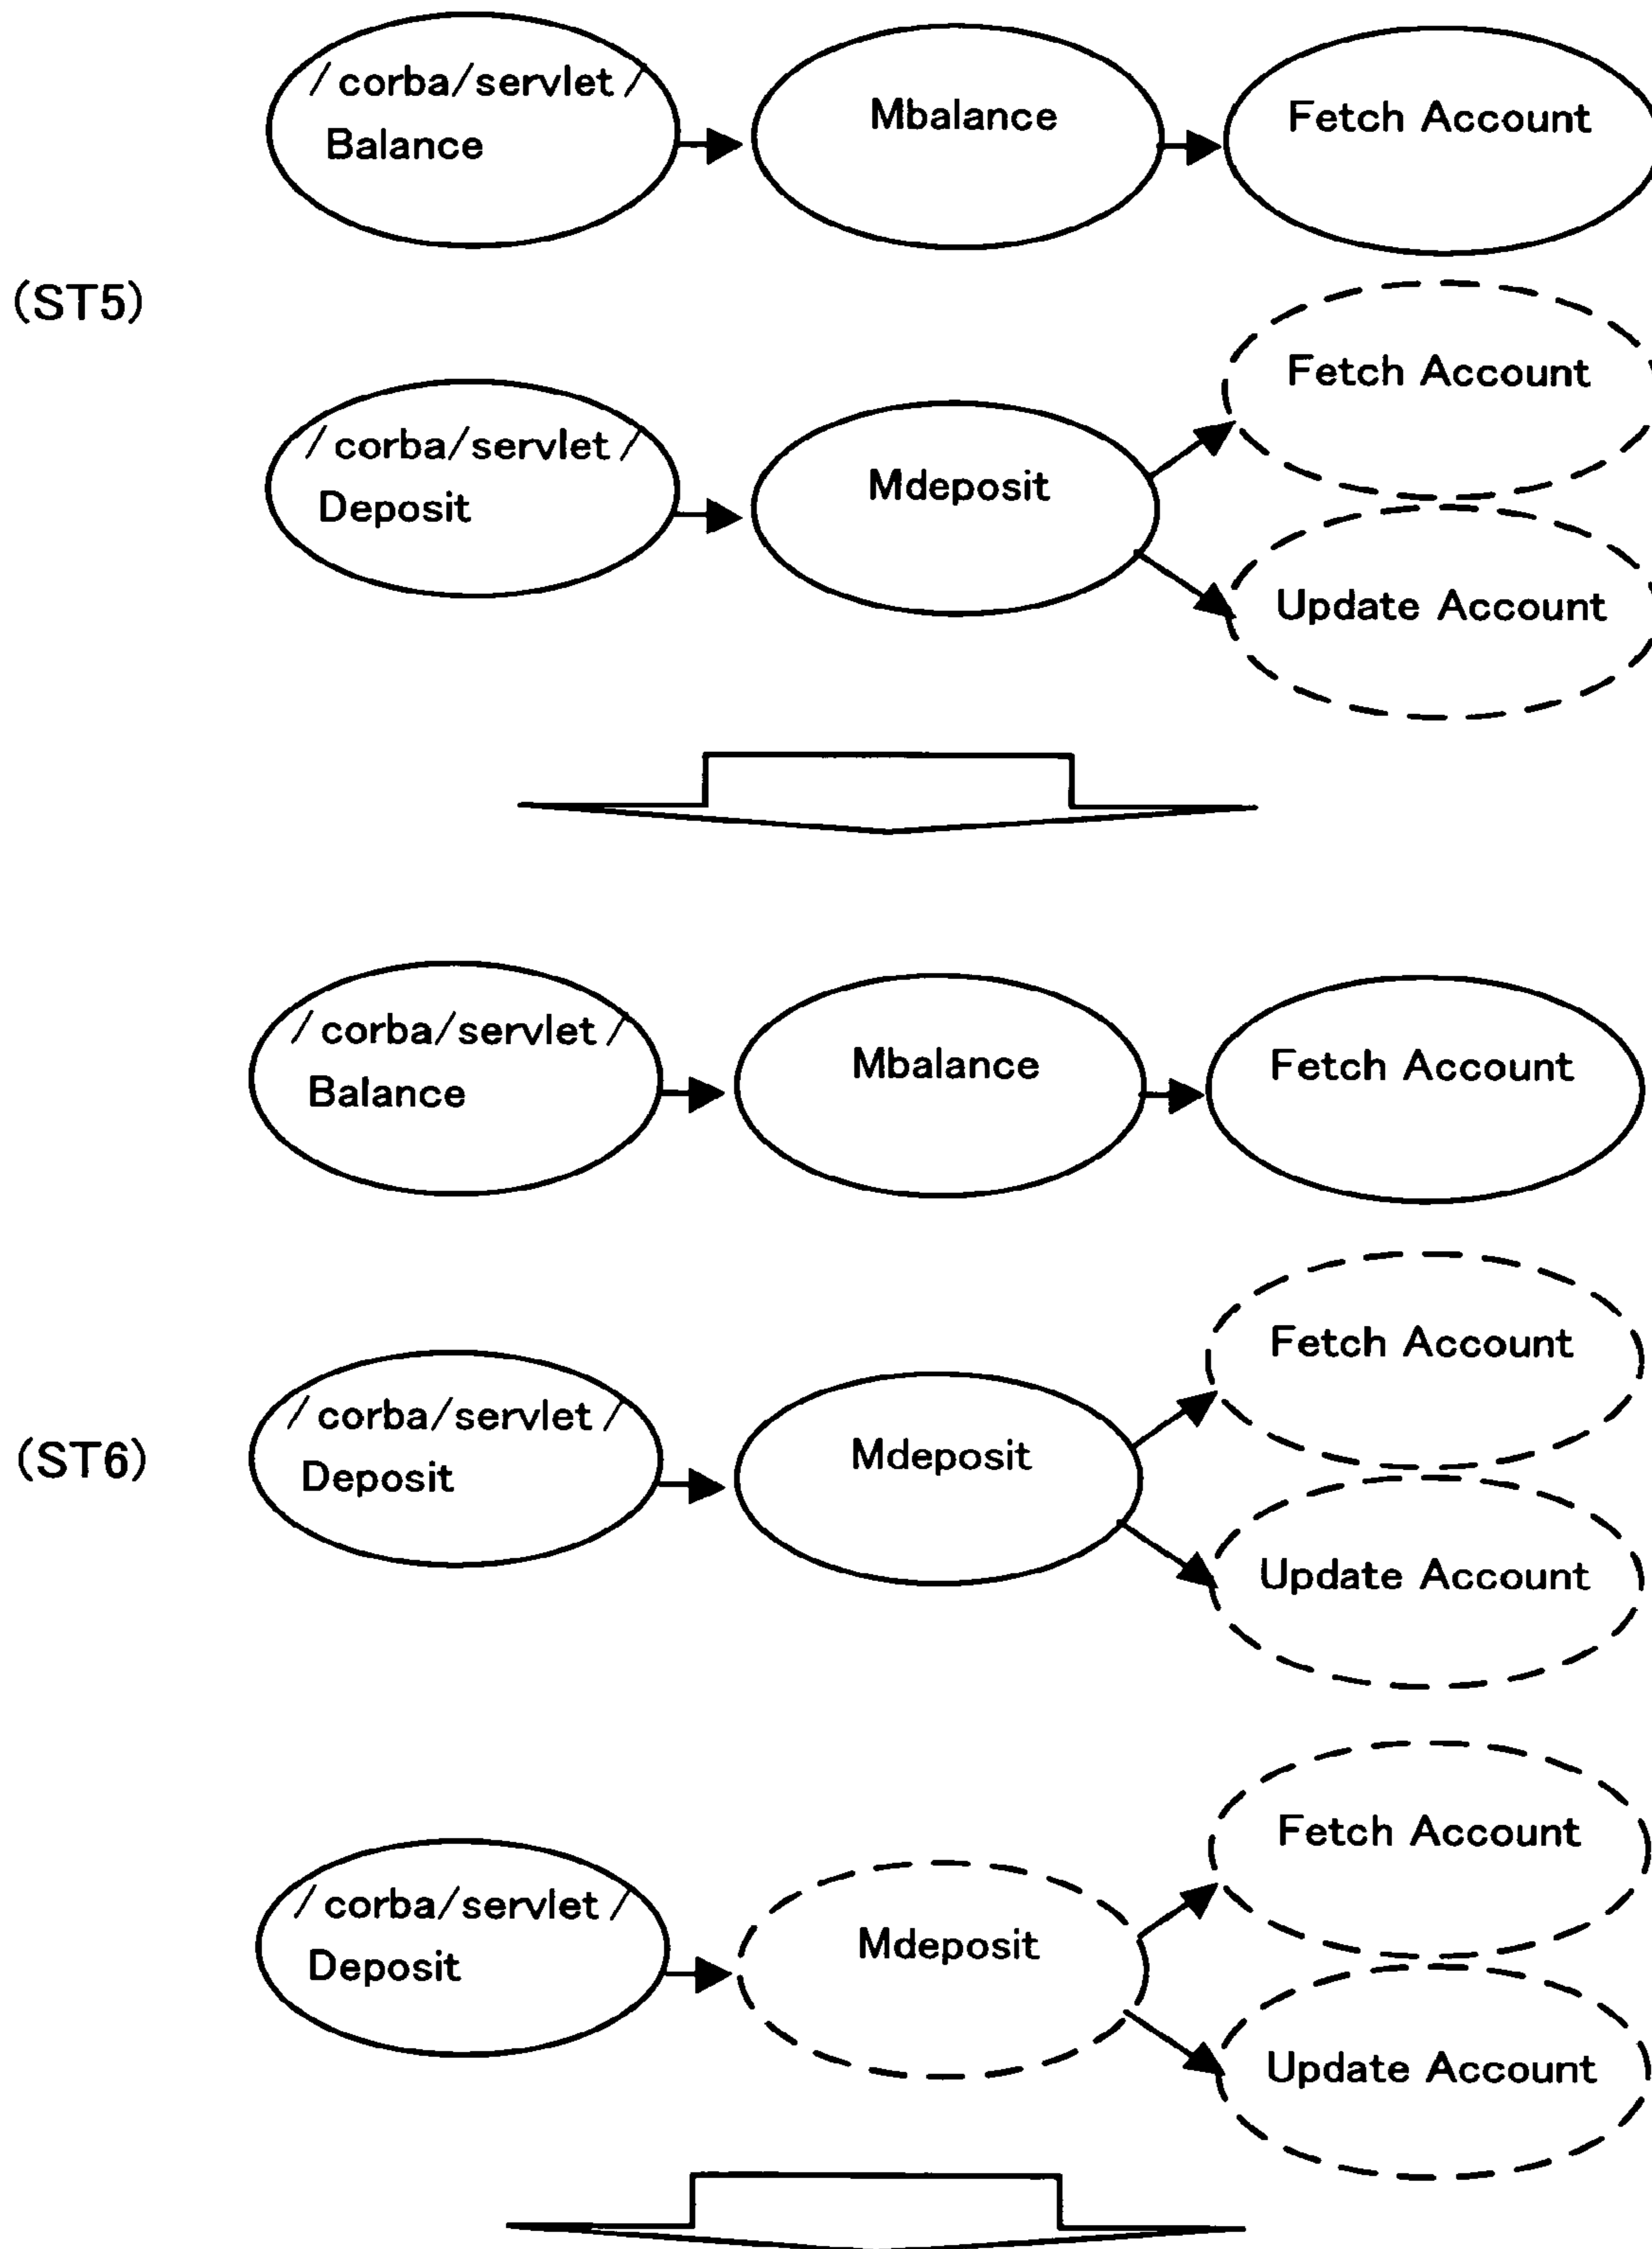 /corba/servlet/
Balance
Mbalance
Fetch Account
(ST5)
Fetch Account
/corba/servlet/
Deposit
Mdeposit
Update Account
/corba/servlet/
Balance
Mbalance
Fetch Account
Fetch Account
/corba/servlet/
Deposit
Mdeposit
(ST6)
Update Account
Fetch Account
/corba/servlet/
Deposit
Mdeposit
Update Account